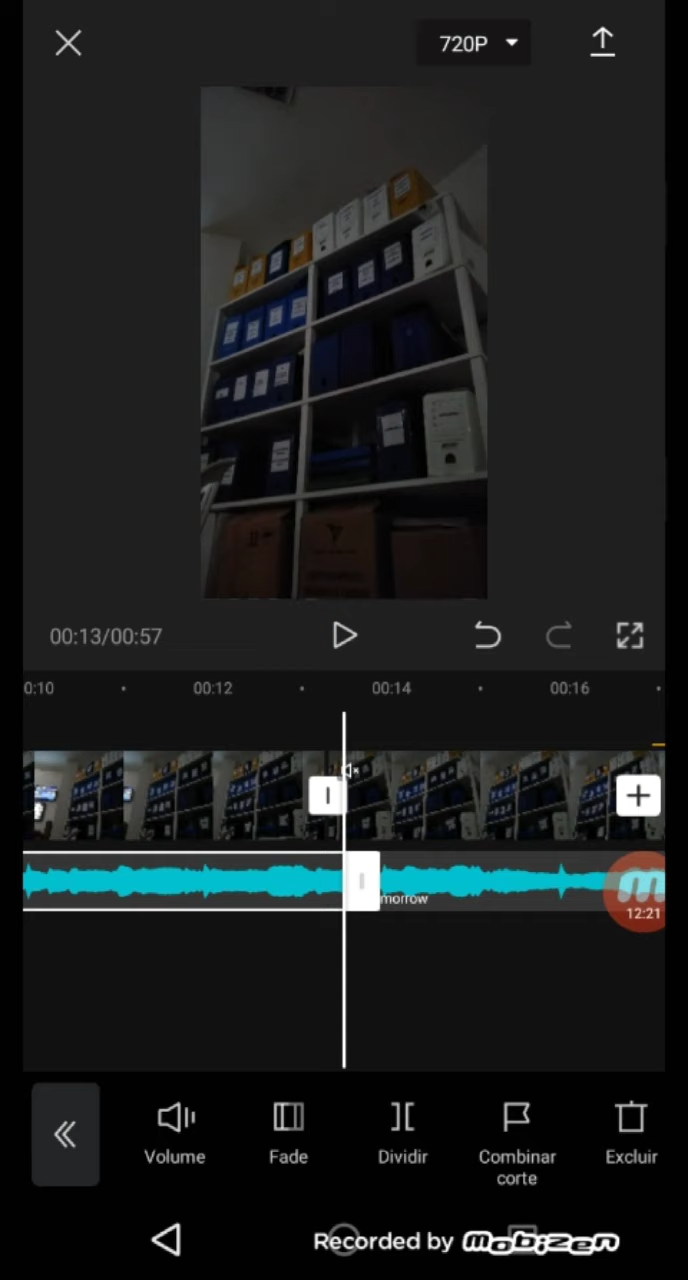 720P
00:13/00:57
0:10
00:12
00:14
00:16
morrow
12:21
Volume
Fade
Dividir
Combinar
corte
Excluir
Recorded by mobizen